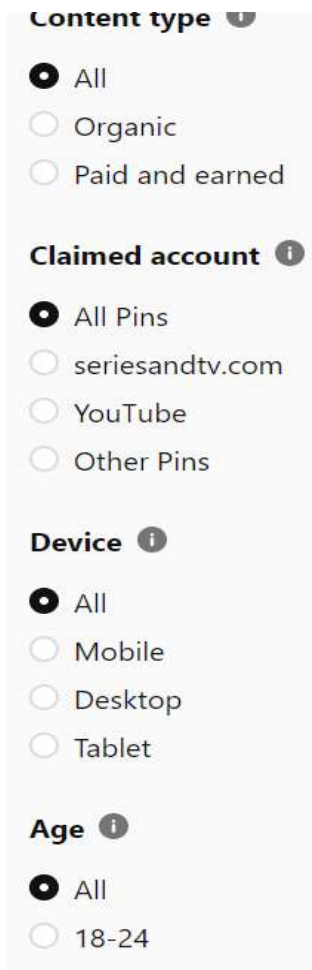 Content type
All
Organic
Paid and earned
Claimed account
All Pins
seriesandtv.com
YouTube
Other Pins
Device
All
Mobile
Desktop
Tablet
Age
All
18-24